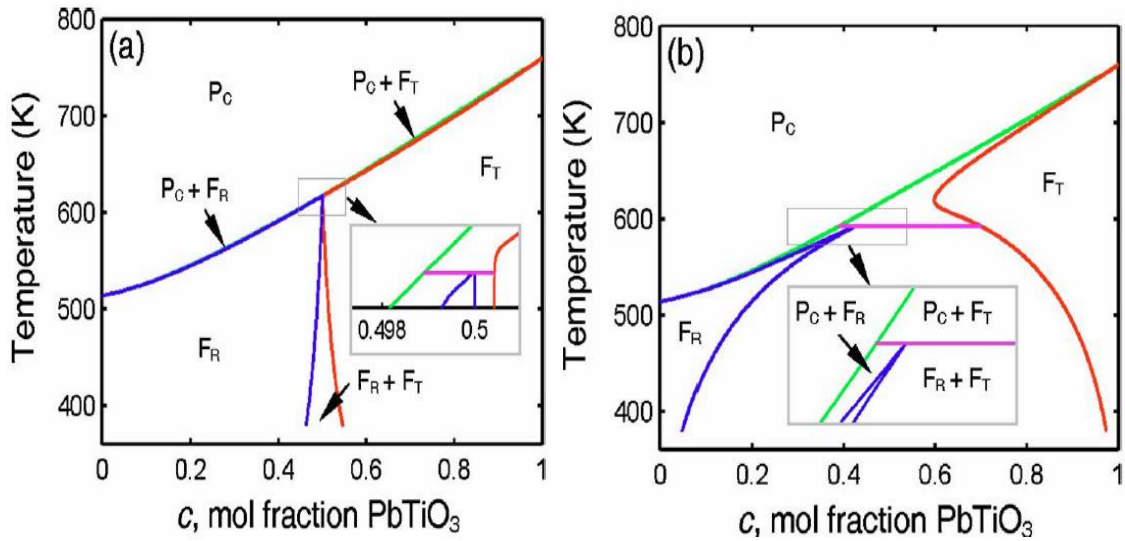 (a)
800
700
600
500
400
Temperature (K)
P_C
P_C + F_T
F_T
P_C + F_R
F_R
F_R + F_T
0.498
0.5
0 0.2 0.4 0.6 0.8 1
c, mol fraction PbTiO₃
(b)
800
700
600
500
400
Temperature (K)
P_C
F_T
F_R
P_C + F_R
P_C + F_T
F_R + F_T
0 0.2 0.4 0.6 0.8 1
c, mol fraction PbTiO₃